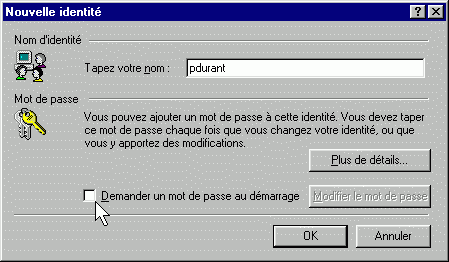 Nouvelle identité
Nom d'identité
Tapez votre nom : pdurant
Mot de passe
Vous pouvez ajouter un mot de passe à cette identité. Vous devez taper
ce mot de passe chaque fois que vous changez votre identité, ou que
vous y apportez des modifications.
Plus de détails...
Demander un mot de passe au démarrage Modifier le mot de passe
OK Annuler